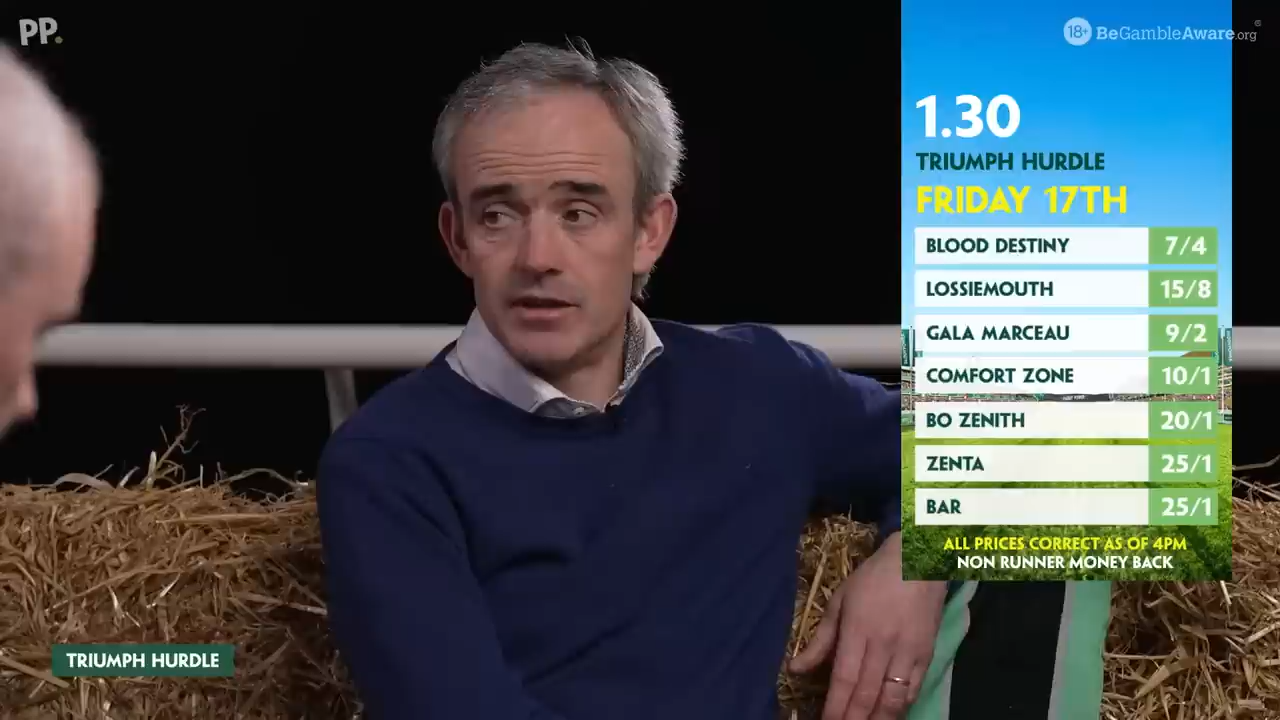 PP.
18+ BeGambleAware.org
1.30
TRIUMPH HURDLE
FRIDAY 17TH
BLOOD DESTINY 7/4
LOSSIEMOUTH 15/8
GALA MARCEAU 9/2
COMFORT ZONE 10/1
BO ZENITH 20/1
ZENTA 25/1
BAR 25/1
ALL PRICES CORRECT AS OF 4PM
NON RUNNER MONEY BACK
TRIUMPH HURDLE